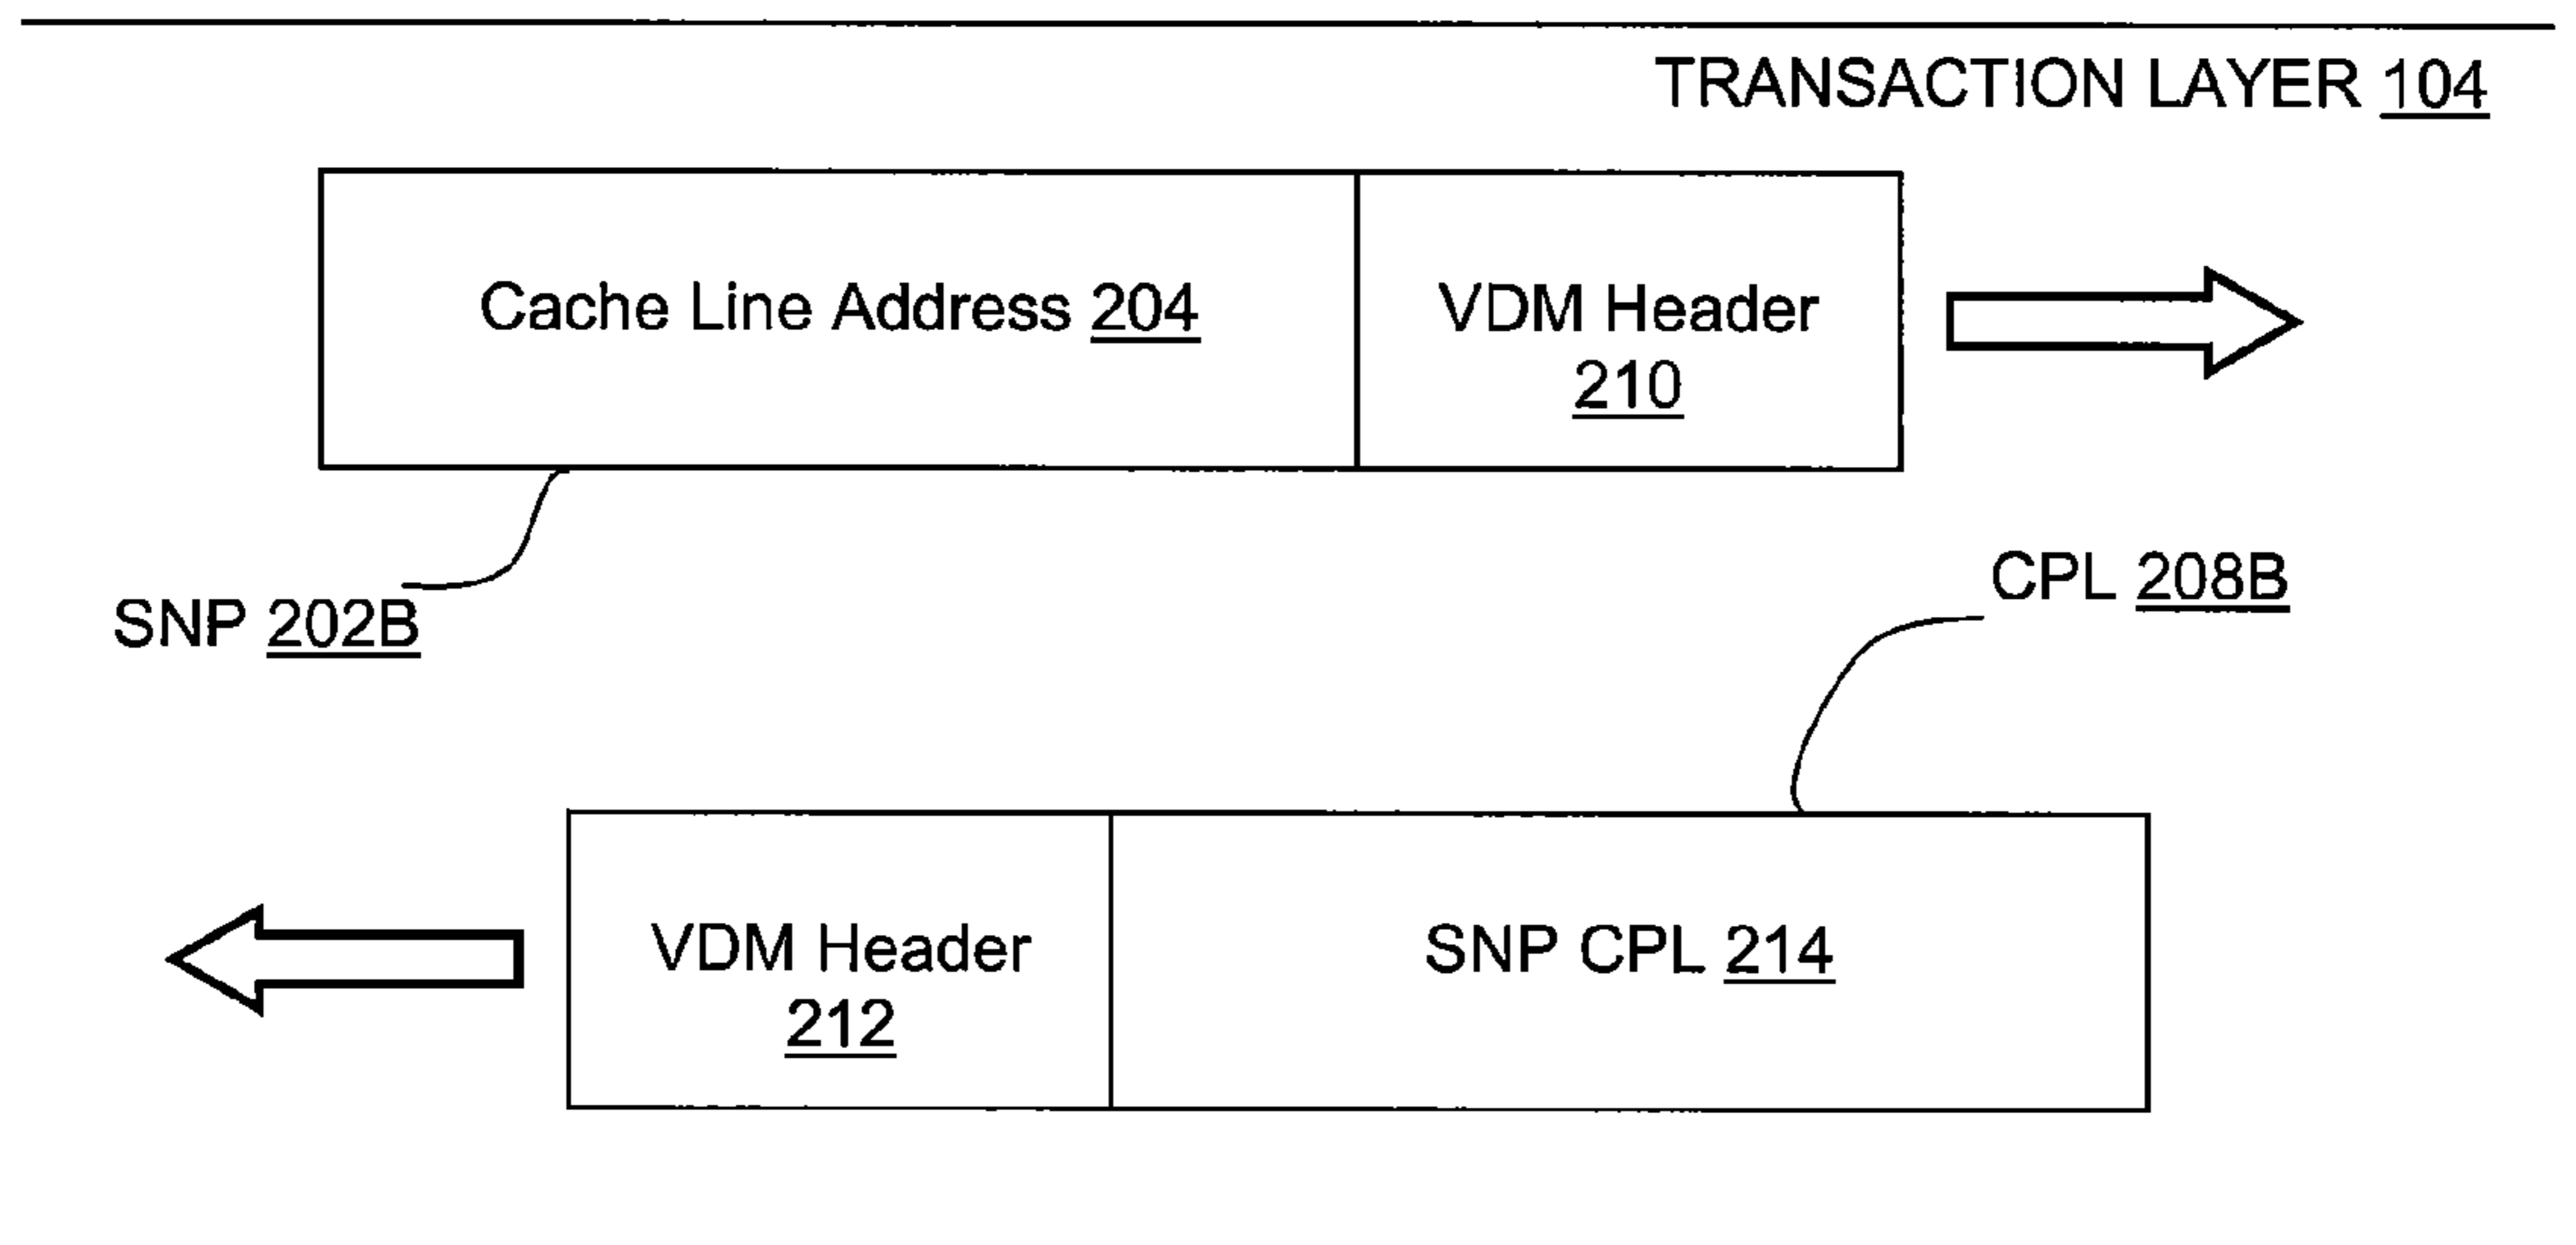 TRANSACTION LAYER 104
Cache Line Address 204
VDM Header
210
SNP 202B
CPL 208B
VDM Header
212
SNP CPL 214